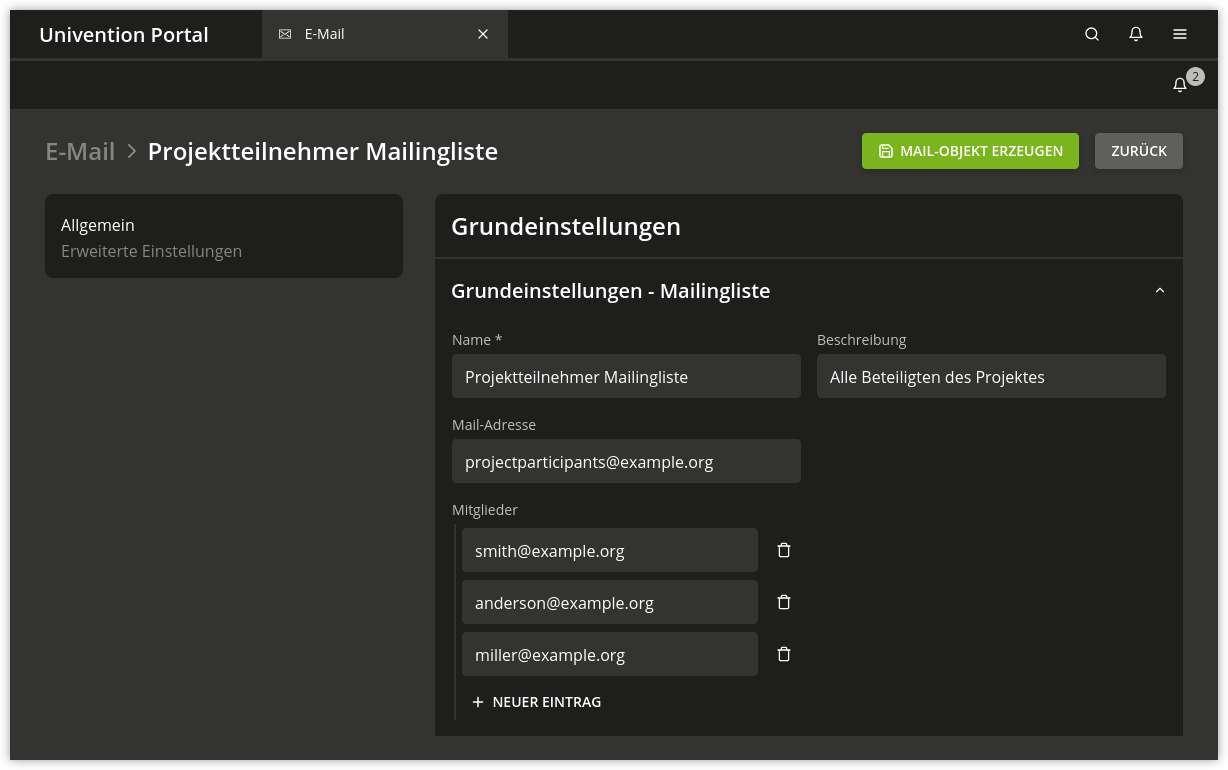 Univention Portal
E-Mail
2
E-Mail > Projektteilnehmer Mailingliste
MAIL-OBJEKT ERZEUGEN
ZURÜCK
Allgemein
Erweiterte Einstellungen
Grundeinstellungen
Grundeinstellungen - Mailingliste
Name *
Beschreibung
Projektteilnehmer Mailingliste
Alle Beteiligten des Projektes
Mail-Adresse
projectparticipants@example.org
Mitglieder
smith@example.org
anderson@example.org
miller@example.org
+ NEUER EINTRAG